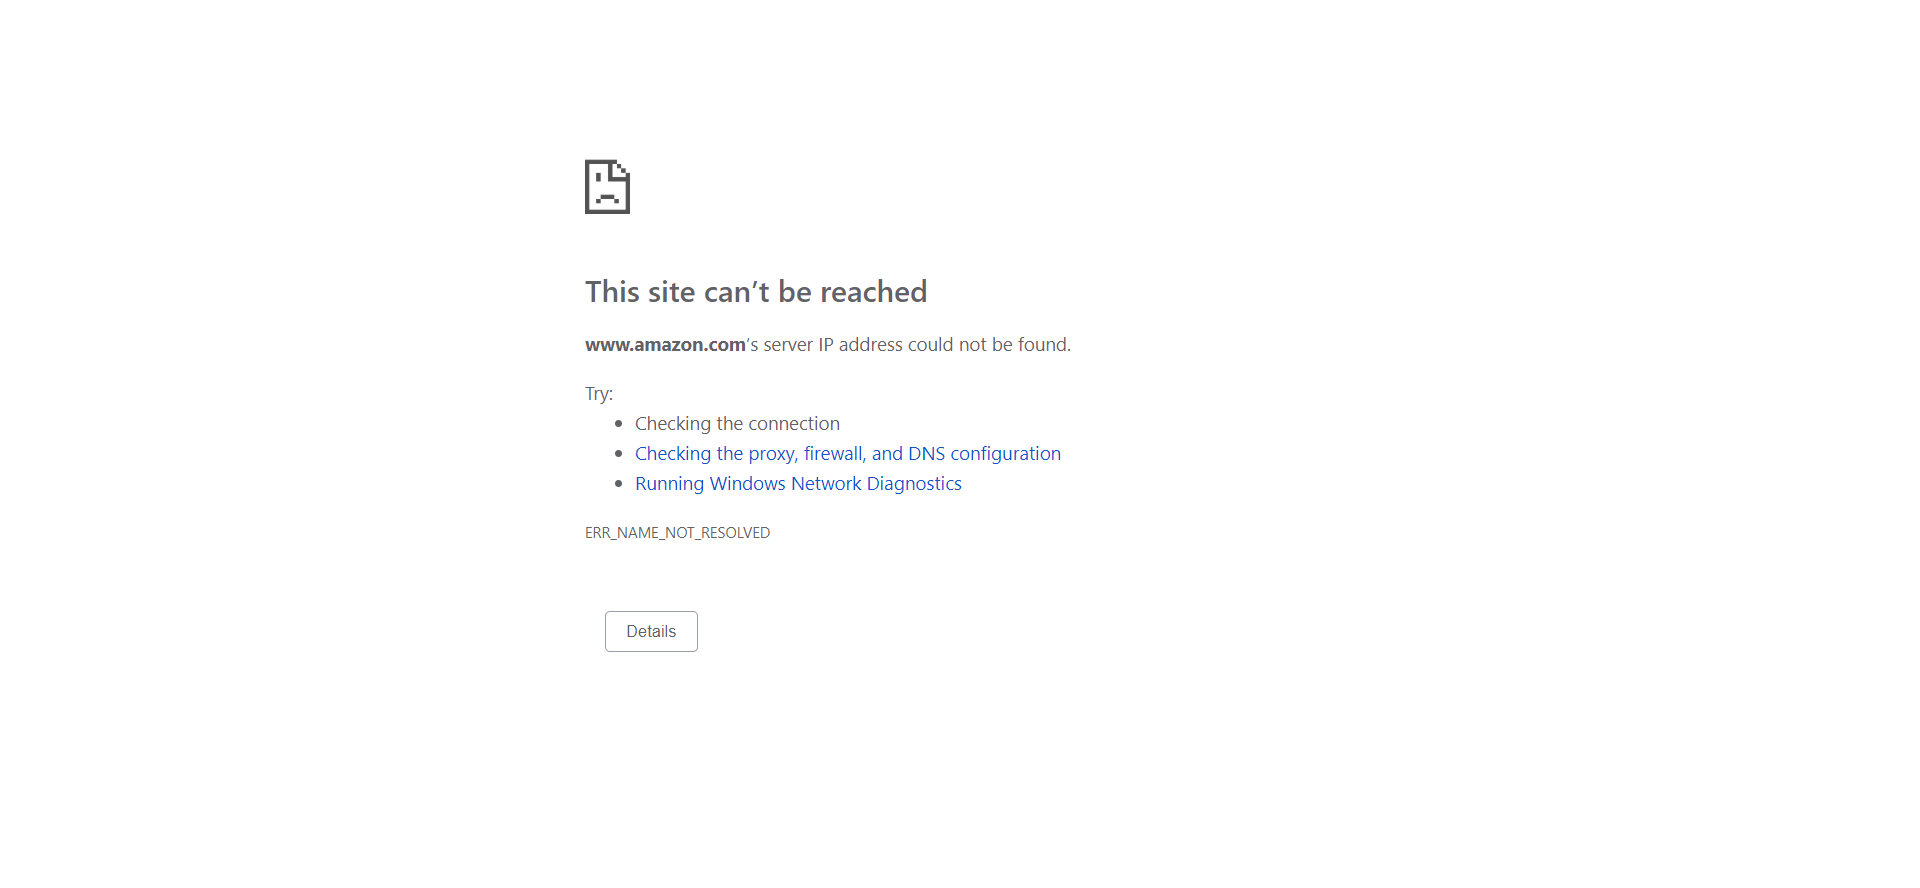 This site can’t be reached
www.amazon.com’s server IP address could not be found.
Try:
Checking the connection
Checking the proxy, firewall, and DNS configuration
Running Windows Network Diagnostics
ERR_NAME_NOT_RESOLVED
Details